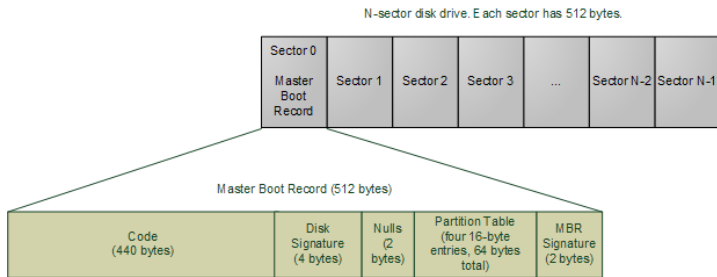 N-sector disk drive. Each sector has 512 bytes.
Sector 0
Master
Boot
Record
Sector 1
Sector 2
Sector 3
...
Sector N-2
Sector N-1
Master Boot Record (512 bytes)
Code
(440 bytes)
Disk
Signature
(4 bytes)
Nulls
(2
bytes)
Partition Table
(four 16-byte
entries, 64 bytes
total)
MBR
Signature
(2 bytes)